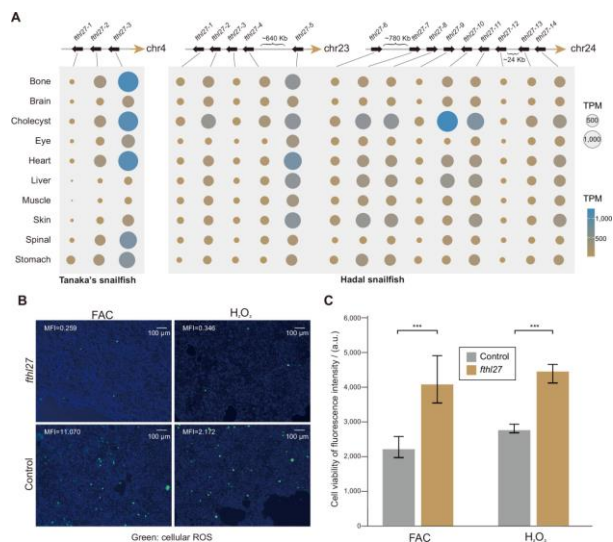 A
fthl27-1
fthl27-2
fthl27-3
chr4
fthl27-1
fthl27-2
fthl27-3
fthl27-4
~640 Kb
fthl27-5
chr23
fthl27-6
~780 Kb
fthl27-7
fthl27-8
fthl27-9
fthl27-10
fthl27-11
fthl27-12
~24 Kb
fthl27-13
fthl27-14
chr24
Bone
Brain
Cholecyst
Eye
Heart
Liver
Muscle
Skin
Spinal
Stomach
TPM
500
1,000
TPM
1,000
500
Tanaka's snailfish
Hadal snailfish
B
FAC
H₂O₂
fthl27
MFI=0.259
100 μm
MFI=0.346
100 μm
Control
MFI=11.070
100 μm
MFI=2.172
100 μm
Green: cellular ROS
C
Cell viability of fluorescence intensity / (a.u.)
6,000
5,000
4,000
3,000
2,000
1,000
0
***
***
Control
fthl27
FAC
H₂O₂